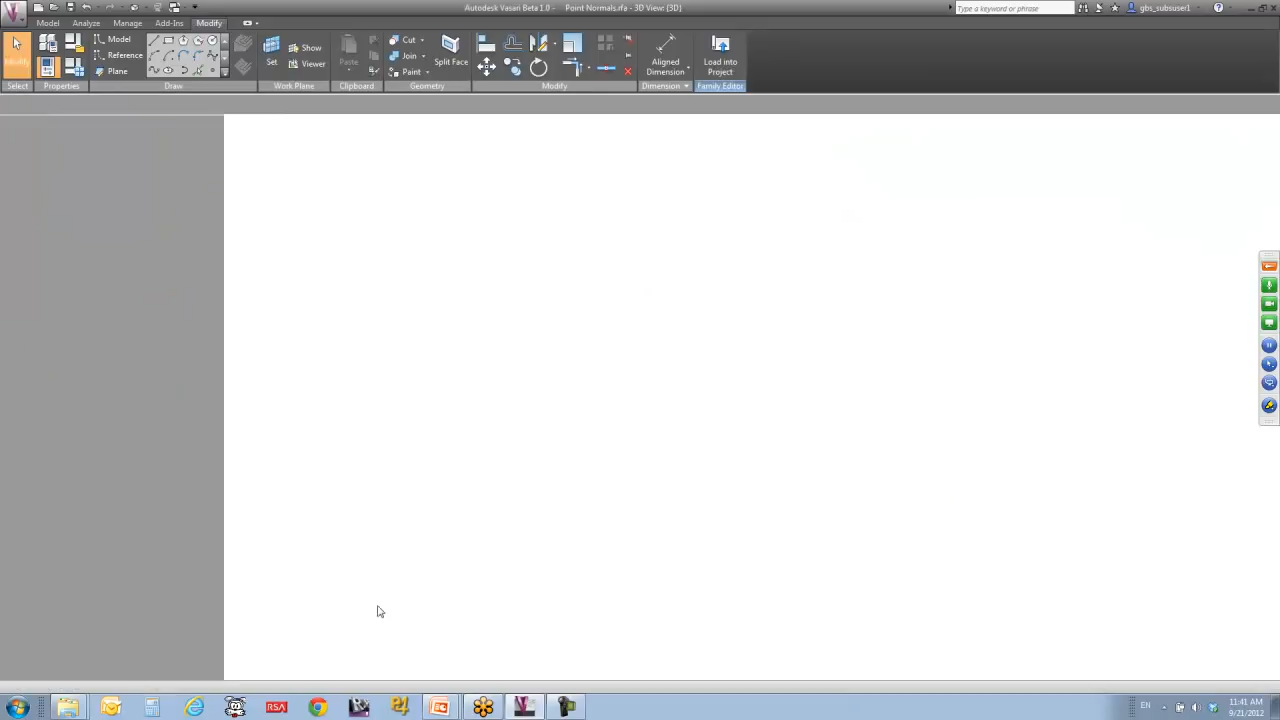 Autodesk Vasari Beta 1.0 - Point Normals.rfa - 3D View: {3D}
Type a keyword or phrase
gbs_subsuser1
Model Analyze Manage Add-Ins Modify
Modify
Model
Reference
Plane
Set
Show
Viewer
Paste
Cut
Join
Paint
Split Face
Aligned
Dimension
Load into
Project
Select Properties Draw Work Plane Clipboard Geometry Modify Dimension Family Editor
RSA
EN
11:41 AM
9/21/2012